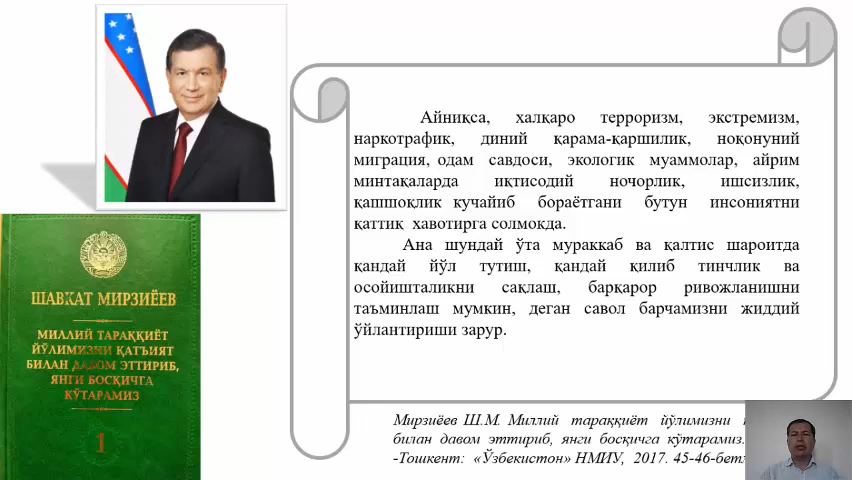 Айниқса, халқаро терроризм, экстремизм,
наркотрафик, диний қарама-қаршилик, ноқонуний
миграция, одам савдоси, экологик муаммолар, айрим
минтақаларда иқтисодий ночорлик, ишсизлик,
қашшоқлик кучайиб бораётгани бутун инсониятни
қаттиқ хавотирга солмоқда.
Ана шундай ўта мураккаб ва қалтис шароитда
қандай йўл тутиш, қандай қилиб тинчлик ва
осойишталикни сақлаш, барқарор ривожланишни
таъминлаш мумкин, деган савол барчамизни жиддий
ўйлантириши зарур.
ШАВКАТ МИРЗИЁЕВ
МИЛЛИЙ ТАРАҚҚИЁТ
ЙЎЛИМИЗНИ ҚАТЪИЯТ
БИЛАН ДАВОМ ЭТТИРИБ,
ЯНГИ БОСҚИЧГА
КЎТАРАМИЗ
1
Мирзиёев Ш.М. Миллий тараққиёт йўлимизни
билан давом эттириб, янги босқичга кўтарамиз.
-Тошкент: «Ўзбекистон» НМИУ, 2017. 45-46-бетл